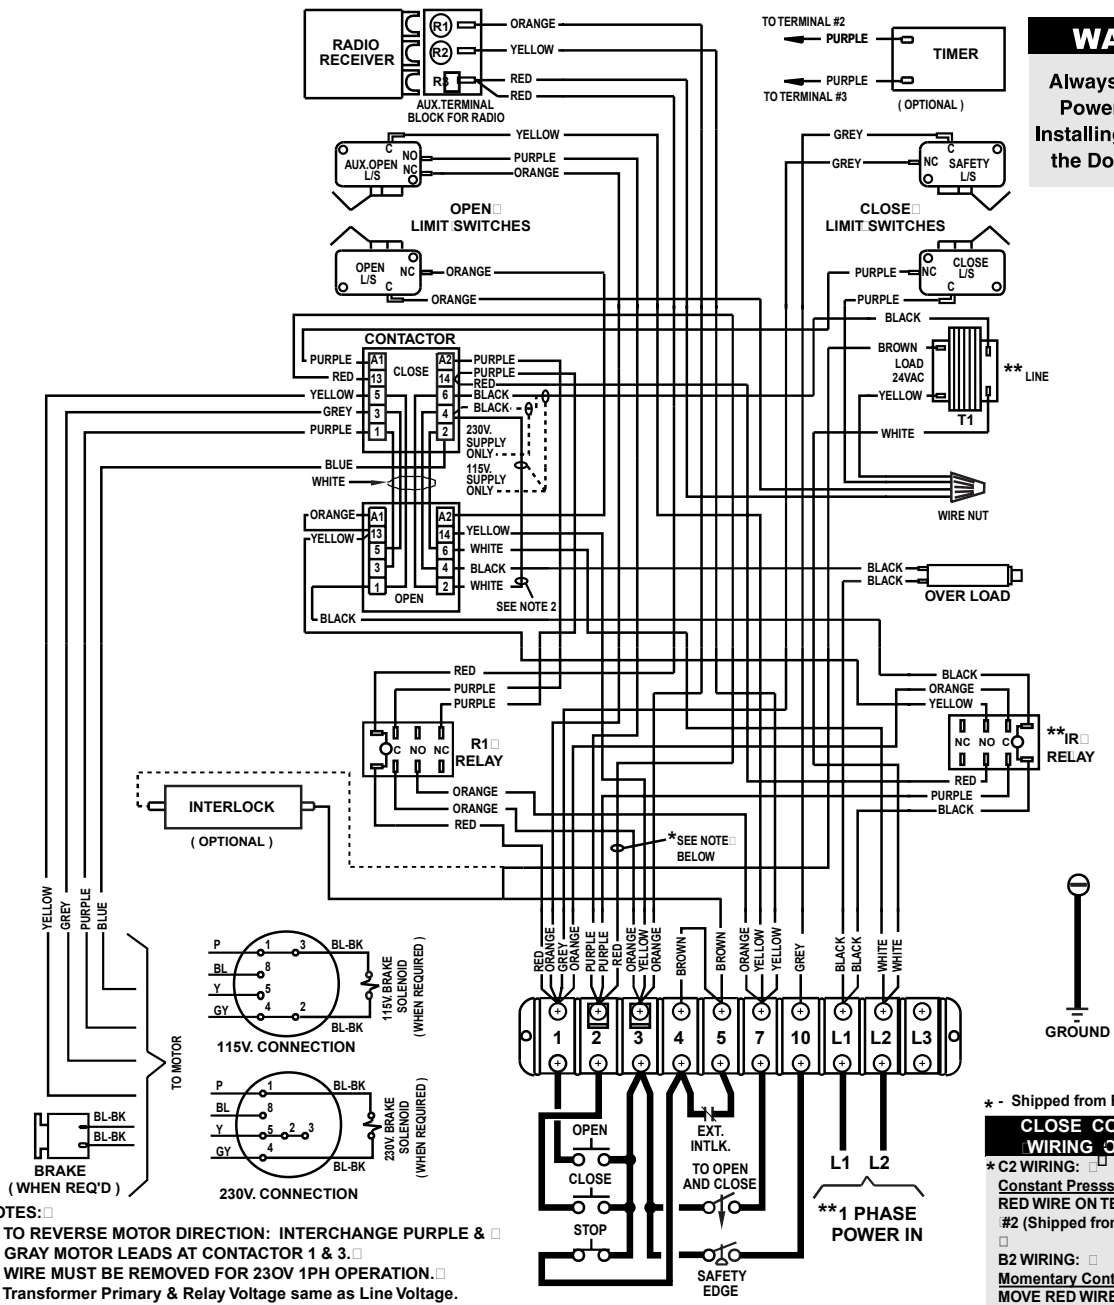 RADIO
RECEIVER
R1
R2
R3
AUX.TERMINAL
BLOCK FOR RADIO
ORANGE
YELLOW
RED
RED
TO TERMINAL #2
PURPLE
PURPLE
TO TERMINAL #3
TIMER
( OPTIONAL )
Always
Installing
the Do
YELLOW
PURPLE
ORANGE
C
NO
NC
AUX.OPEN
L/S
OPEN
LIMIT SWITCHES
OPEN
L/S
NC
C
ORANGE
ORANGE
GREY
GREY
C
NC
SAFETY
L/S
CLOSE
LIMIT SWITCHES
PURPLE
PURPLE
NC
CLOSE
L/S
C
BLACK
BROWN
LOAD
24VAC
YELLOW
T1
** LINE
WHITE
WIRE NUT
CONTACTOR
PURPLE
RED
YELLOW
GREY
PURPLE
A1
13
5
3
1
CLOSE
A2
14
6
4
2
PURPLE
PURPLE
RED
BLACK
BLACK
230V.
SUPPLY
ONLY
115V.
SUPPLY
ONLY
BLUE
WHITE
ORANGE
YELLOW
A1
13
5
3
1
OPEN
A2
14
6
4
2
YELLOW
WHITE
BLACK
WHITE
SEE NOTE 2
BLACK
BLACK
BLACK
OVER LOAD
RED
PURPLE
PURPLE
C NO NC
R1
RELAY
ORANGE
ORANGE
RED
BLACK
ORANGE
YELLOW
NC NO C
**IR
RELAY
RED
PURPLE
BLACK
INTERLOCK
( OPTIONAL )
*SEE NOTE
BELOW
YELLOW
GREY
PURPLE
BLUE
TO MOTOR
P
BL
Y
GY
1
3
8
5
4
2
BL-BK
BL-BK
115V. BRAKE
SOLENOID
(WHEN REQUIRED )
115V. CONNECTION
P
BL
Y
GY
1
8
5
2
3
4
BL-BK
BL-BK
230V. BRAKE
SOLENOID
(WHEN REQUIRED )
230V. CONNECTION
BL-BK
BL-BK
BRAKE
( WHEN REQ'D )
RED
ORANGE
GREY
ORANGE
PURPLE
PURPLE
RED
ORANGE
YELLOW
ORANGE
BROWN
BROWN
ORANGE
YELLOW
YELLOW
GREY
BLACK
BLACK
WHITE
WHITE
1 2 3 4 5 7 10 L1 L2 L3
OPEN
CLOSE
STOP
EXT.
INTLK.
TO OPEN
AND CLOSE
SAFETY
EDGE
L1 L2
**1 PHASE
POWER IN
GROUND
* - Shipped from
CLOSE CO
WIRING
* C2 WIRING:
Constant Presss
RED WIRE ON TE
#2 (Shipped from
B2 WIRING:
Momentary Cont
MOVE RED WIRE
OTES:
TO REVERSE MOTOR DIRECTION: INTERCHANGE PURPLE &
GRAY MOTOR LEADS AT CONTACTOR 1 & 3.
WIRE MUST BE REMOVED FOR 23OV 1PH OPERATION.
Transformer Primary & Relay Voltage same as Line Voltage.